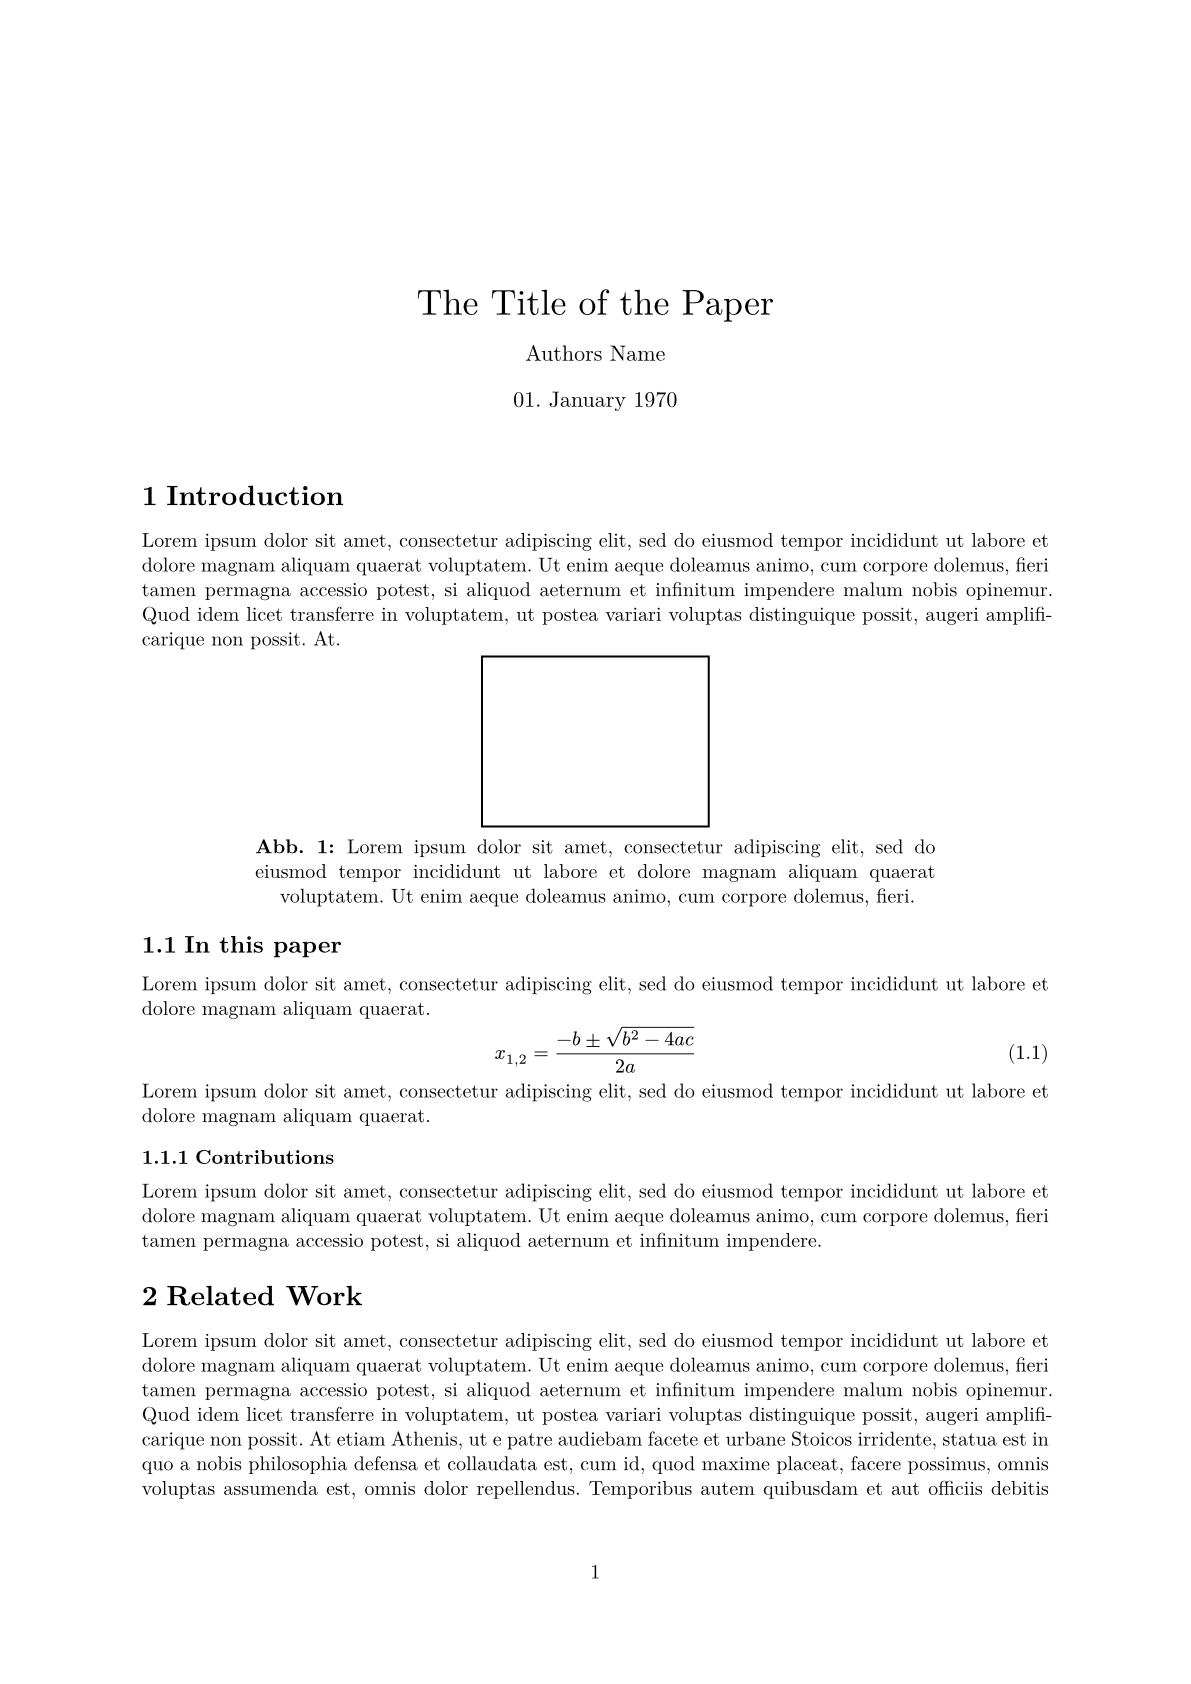 The Title of the Paper
Authors Name
01. January 1970
1 Introduction
Lorem ipsum dolor sit amet, consectetur adipiscing elit, sed do eiusmod tempor incididunt ut labore et
dolore magnam aliquam quaerat voluptatem. Ut enim aeque doleamus animo, cum corpore dolemus, fieri
tamen permagna accessio potest, si aliquod aeternum et infinitum impendere malum nobis opinemur.
Quod idem licet transferre in voluptatem, ut postea variari voluptas distinguique possit, augeri amplifi-
carique non possit. At.
Abb. 1: Lorem ipsum dolor sit amet, consectetur adipiscing elit, sed do
eiusmod tempor incididunt ut labore et dolore magnam aliquam quaerat
voluptatem. Ut enim aeque doleamus animo, cum corpore dolemus, fieri.
1.1 In this paper
Lorem ipsum dolor sit amet, consectetur adipiscing elit, sed do eiusmod tempor incididunt ut labore et
dolore magnam aliquam quaerat.
x_{1,2} = \frac{-b ± \sqrt{b^2 − 4ac}}{2a} (1.1)
Lorem ipsum dolor sit amet, consectetur adipiscing elit, sed do eiusmod tempor incididunt ut labore et
dolore magnam aliquam quaerat.
1.1.1 Contributions
Lorem ipsum dolor sit amet, consectetur adipiscing elit, sed do eiusmod tempor incididunt ut labore et
dolore magnam aliquam quaerat voluptatem. Ut enim aeque doleamus animo, cum corpore dolemus, fieri
tamen permagna accessio potest, si aliquod aeternum et infinitum impendere.
2 Related Work
Lorem ipsum dolor sit amet, consectetur adipiscing elit, sed do eiusmod tempor incididunt ut labore et
dolore magnam aliquam quaerat voluptatem. Ut enim aeque doleamus animo, cum corpore dolemus, fieri
tamen permagna accessio potest, si aliquod aeternum et infinitum impendere malum nobis opinemur.
Quod idem licet transferre in voluptatem, ut postea variari voluptas distinguique possit, augeri amplifi-
carique non possit. At etiam Athenis, ut e patre audiebam facete et urbane Stoicos irridente, statua est in
quo a nobis philosophia defensa et collaudata est, cum id, quod maxime placeat, facere possimus, omnis
voluptas assumenda est, omnis dolor repellendus. Temporibus autem quibusdam et aut officiis debitis
1